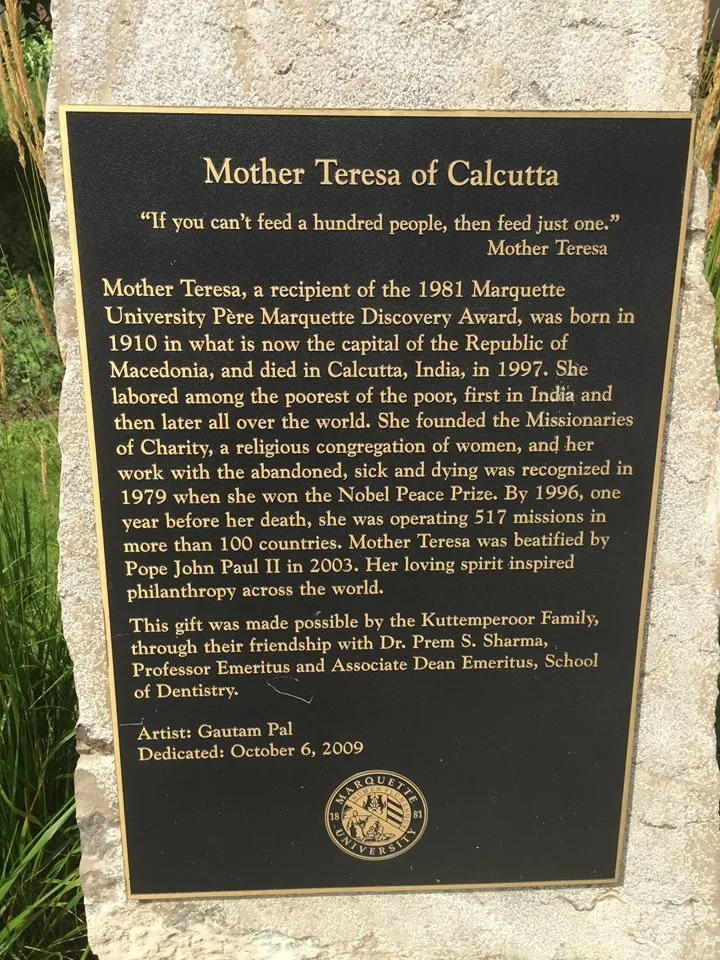 Mother Teresa of Calcutta
“If you can’t feed a hundred people, then feed just one.”
Mother Teresa
Mother Teresa, a recipient of the 1981 Marquette
University Père Marquette Discovery Award, was born in
1910 in what is now the capital of the Republic of
Macedonia, and died in Calcutta, India, in 1997. She
labored among the poorest of the poor, first in India and
then later all over the world. She founded the Missionaries
of Charity, a religious congregation of women, and her
work with the abandoned, sick and dying was recognized in
1979 when she won the Nobel Peace Prize. By 1996, one
year before her death, she was operating 517 missions in
more than 100 countries. Mother Teresa was beatified by
Pope John Paul II in 2003. Her loving spirit inspired
philanthropy across the world.
This gift was made possible by the Kuttemperoor Family,
through their friendship with Dr. Prem S. Sharma,
Professor Emeritus and Associate Dean Emeritus, School
of Dentistry.
Artist: Gautam Pal
Dedicated: October 6, 2009
MARQUETTE
18 81
UNIVERSITY